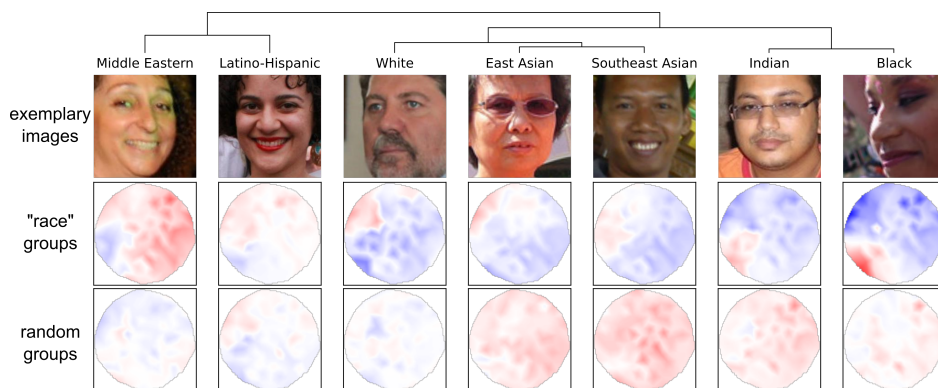 Middle Eastern Latino-Hispanic White East Asian Southeast Asian Indian Black
exemplary
images
"race"
groups
random
groups